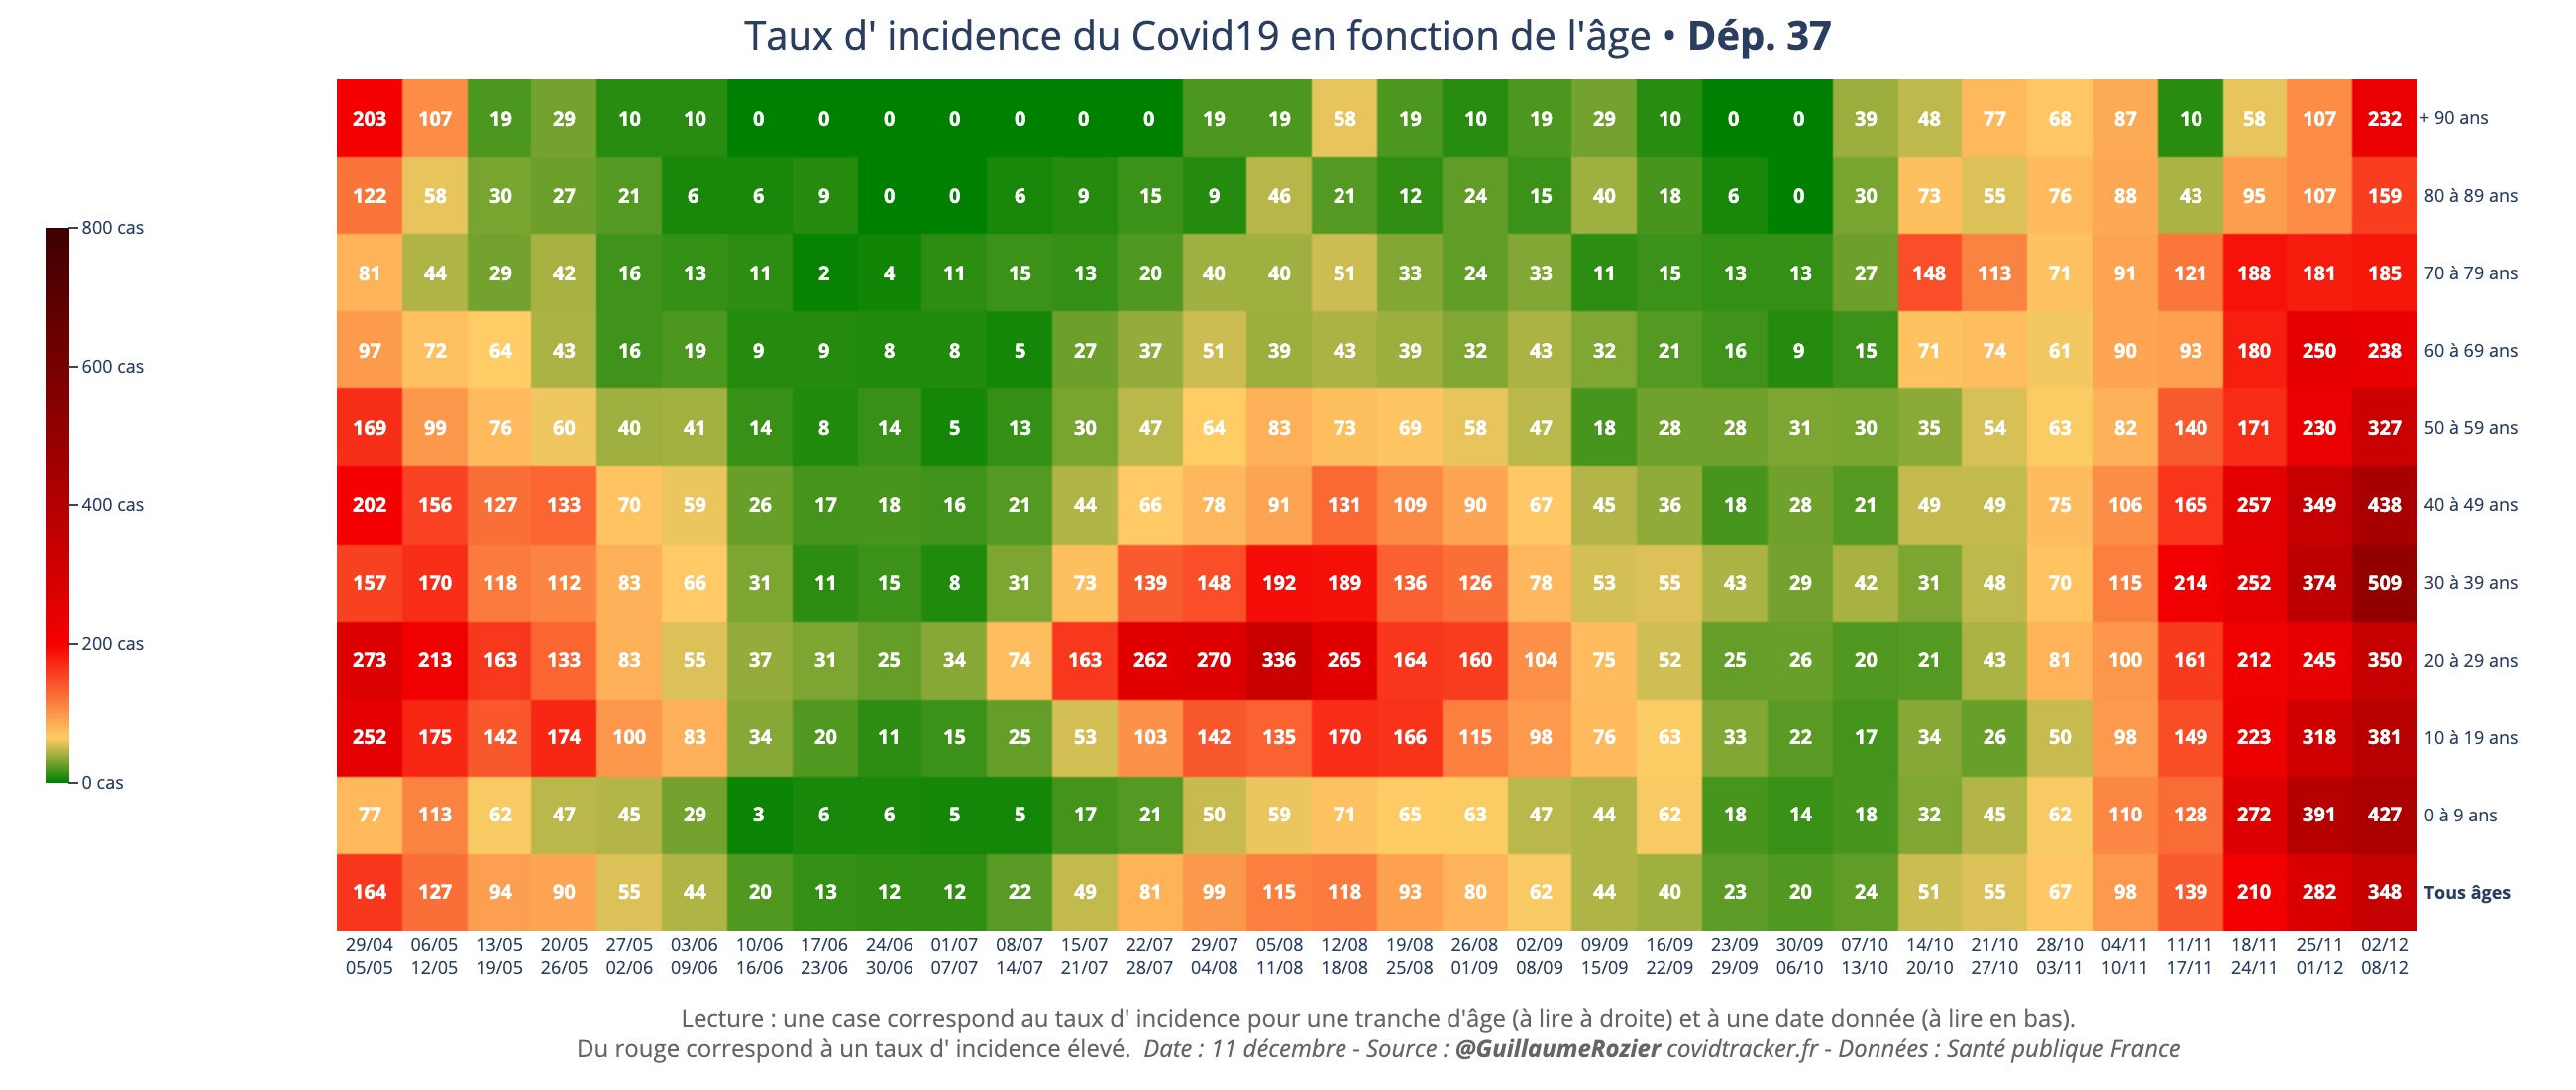 Taux d' incidence du Covid19 en fonction de l'âge • Dép. 37
203 107 19 29 10 10 0 0 0 0 0 0 0 19 19 58 19 10 19 29 10 0 0 39 48 77 68 87 10 58 107 232 + 90 ans
122 58 30 27 21 6 6 9 0 0 6 9 15 9 46 21 12 24 15 40 18 6 0 30 73 55 76 88 43 95 107 159 80 à 89 ans
81 44 29 42 16 13 11 2 4 11 15 13 20 40 40 51 33 24 33 11 15 13 13 27 148 113 71 91 121 188 181 185 70 à 79 ans
97 72 64 43 16 19 9 9 8 8 5 27 37 51 39 43 39 32 43 32 21 16 9 15 71 74 61 90 93 180 250 238 60 à 69 ans
169 99 76 60 40 41 14 8 14 5 13 30 47 64 83 73 69 58 47 18 28 28 31 30 35 54 63 82 140 171 230 327 50 à 59 ans
202 156 127 133 70 59 26 17 18 16 21 44 66 78 91 131 109 90 67 45 36 18 28 21 49 49 75 106 165 257 349 438 40 à 49 ans
157 170 118 112 83 66 31 11 15 8 31 73 139 148 192 189 136 126 78 53 55 43 29 42 31 48 70 115 214 252 374 509 30 à 39 ans
273 213 163 133 83 55 37 31 25 34 74 163 262 270 336 265 164 160 104 75 52 25 26 20 21 43 81 100 161 212 245 350 20 à 29 ans
252 175 142 174 100 83 34 20 11 15 25 53 103 142 135 170 166 115 98 76 63 33 22 17 34 26 50 98 149 223 318 381 10 à 19 ans
77 113 62 47 45 29 3 6 6 5 5 17 21 50 59 71 65 63 47 44 62 18 14 18 32 45 62 110 128 272 391 427 0 à 9 ans
164 127 94 90 55 44 20 13 12 12 22 49 81 99 115 118 93 80 62 44 40 23 20 24 51 55 67 98 139 210 282 348 Tous âges
29/04 06/05 13/05 20/05 27/05 03/06 10/06 17/06 24/06 01/07 08/07 15/07 22/07 29/07 05/08 12/08 19/08 26/08 02/09 09/09 16/09 23/09 30/09 07/10 14/10 21/10 28/10 04/11 11/11 18/11 25/11 02/12
05/05 12/05 19/05 26/05 02/06 09/06 16/06 23/06 30/06 07/07 14/07 21/07 28/07 04/08 11/08 18/08 25/08 01/09 08/09 15/09 22/09 29/09 06/10 13/10 20/10 27/10 03/11 10/11 17/11 24/11 01/12 08/12
800 cas
600 cas
400 cas
200 cas
0 cas
Lecture : une case correspond au taux d' incidence pour une tranche d'âge (à lire à droite) et à une date donnée (à lire en bas).
Du rouge correspond à un taux d' incidence élevé. Date : 11 décembre - Source : @GuillaumeRozier covidtracker.fr - Données : Santé publique France